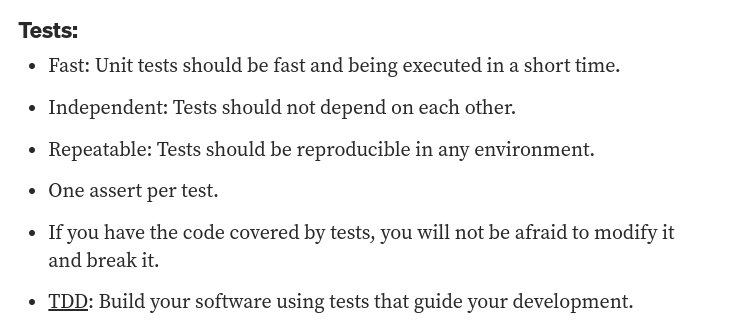 Tests:
• Fast: Unit tests should be fast and being executed in a short time.
• Independent: Tests should not depend on each other.
• Repeatable: Tests should be reproducible in any environment.
• One assert per test.
• If you have the code covered by tests, you will not be afraid to modify it
and break it.
• TDD: Build your software using tests that guide your development.